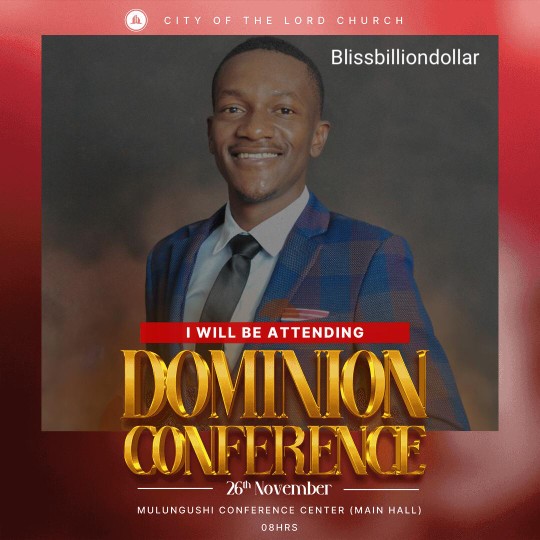 CITY OF THE LORD CHURCH
Blissbilliondollar
I WILL BE ATTENDING
DOMINION
CONFERENCE
26th November
MULUNGUSHI CONFERENCE CENTER (MAIN HALL)
08HRS